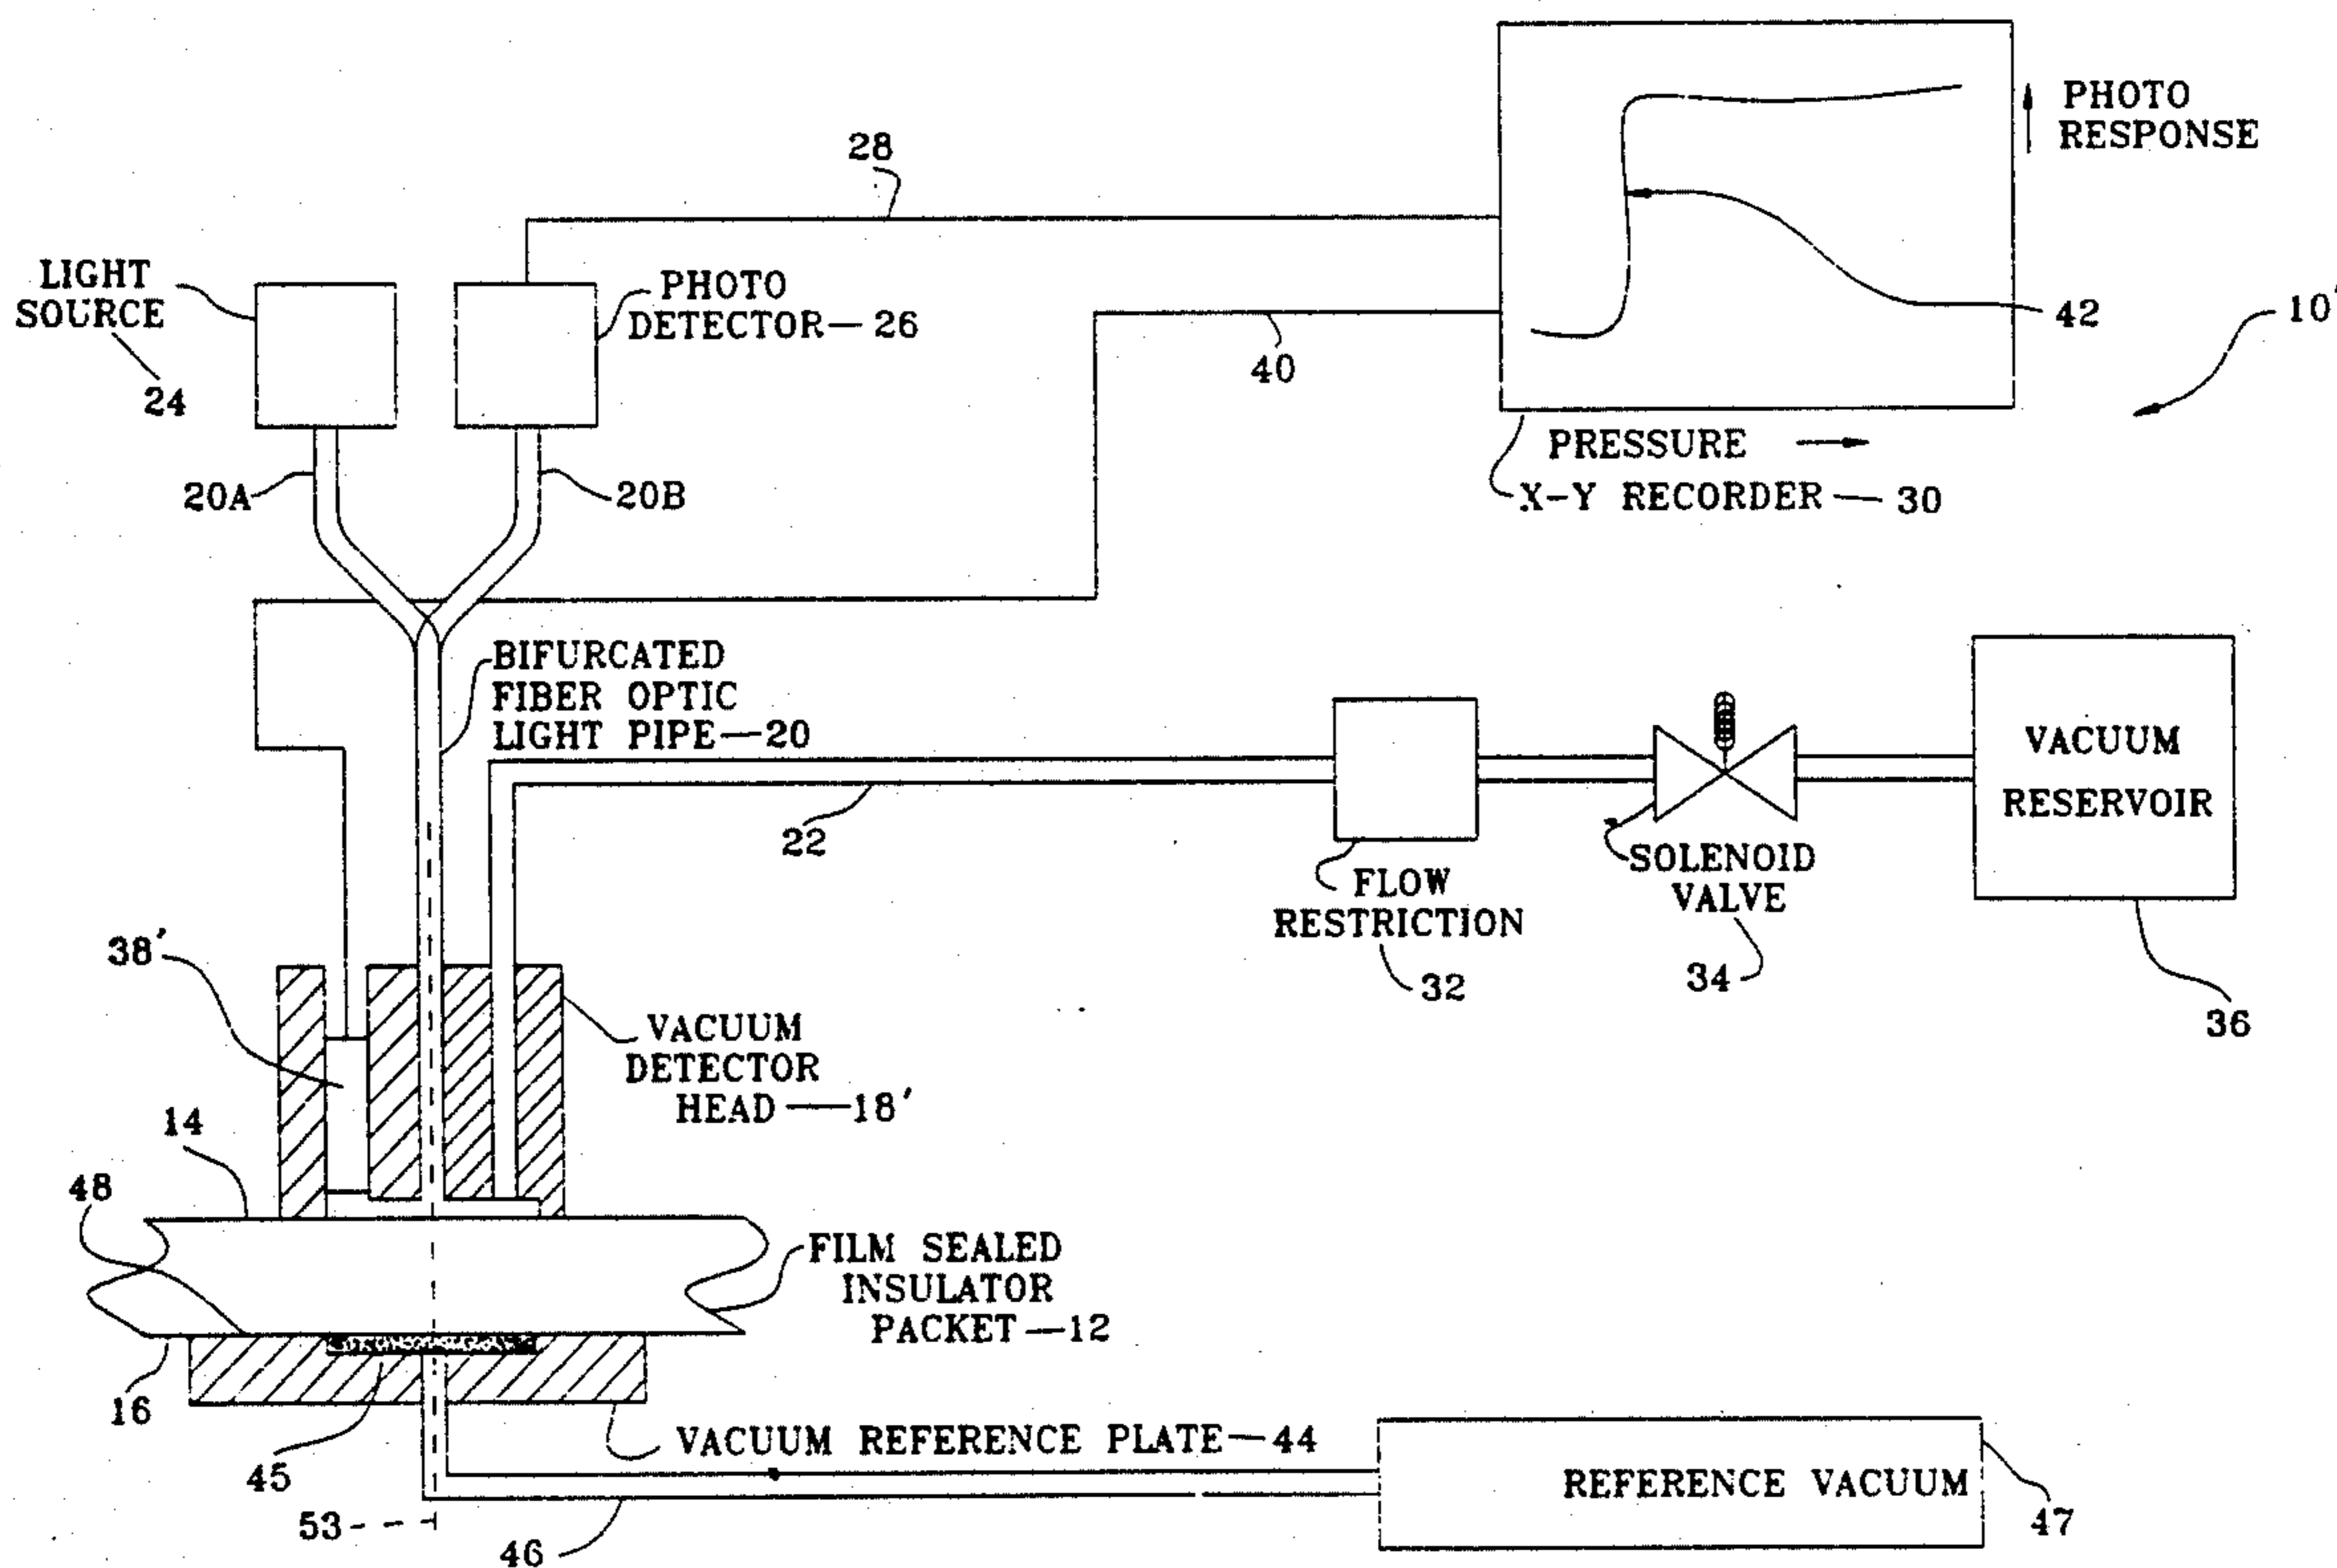 PHOTO
RESPONSE
28
LIGHT
SOURCE
24
PHOTO
DETECTOR—26
40
42
10'
PRESSURE
X-Y RECORDER—30
20A
20B
BIFURCATED
FIBER OPTIC
LIGHT PIPE—20
22
FLOW
RESTRICTION
32
SOLENOID
VALVE
34
VACUUM
RESERVOIR
36
38'
VACUUM
DETECTOR
HEAD—18'
14
48
FILM SEALED
INSULATOR
PACKET—12
16
45
VACUUM REFERENCE PLATE—44
REFERENCE VACUUM
47
53
46